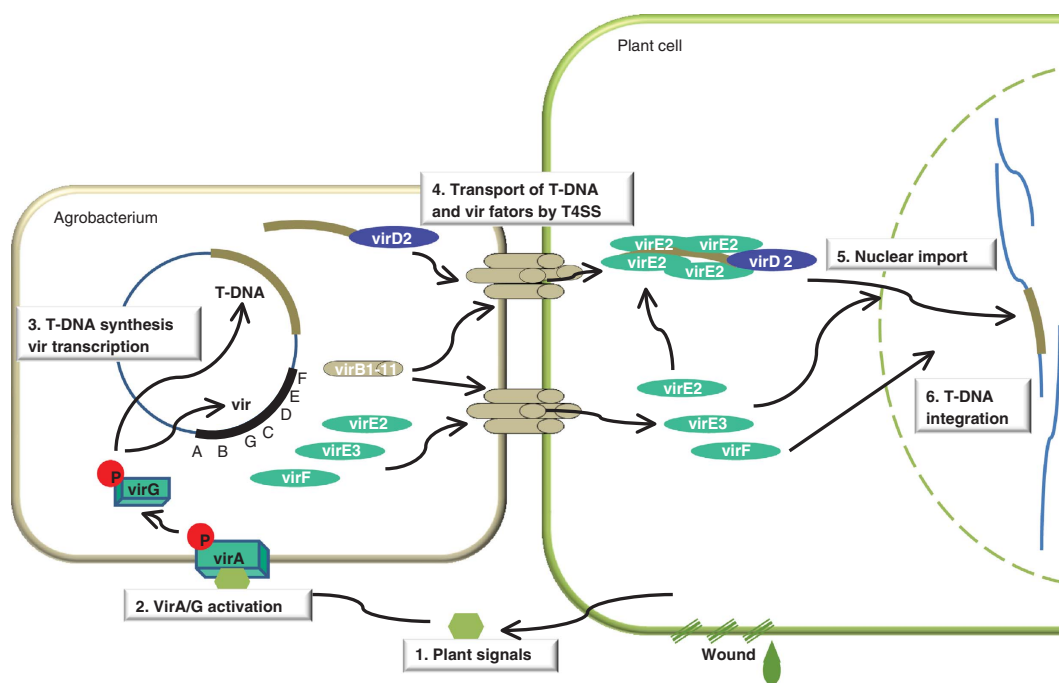 Plant cell
Agrobacterium
4. Transport of T-DNA
and vir fators by T4SS
virD2
virE2
virE2
virE2
virE2
virD 2
5. Nuclear import
T-DNA
3. T-DNA synthesis
vir transcription
virB1-11
F
E
D
C
G
B
A
vir
virE2
virE3
virF
virE2
virE3
virF
6. T-DNA
integration
P
virG
P
virA
2. VirA/G activation
1. Plant signals
Wound